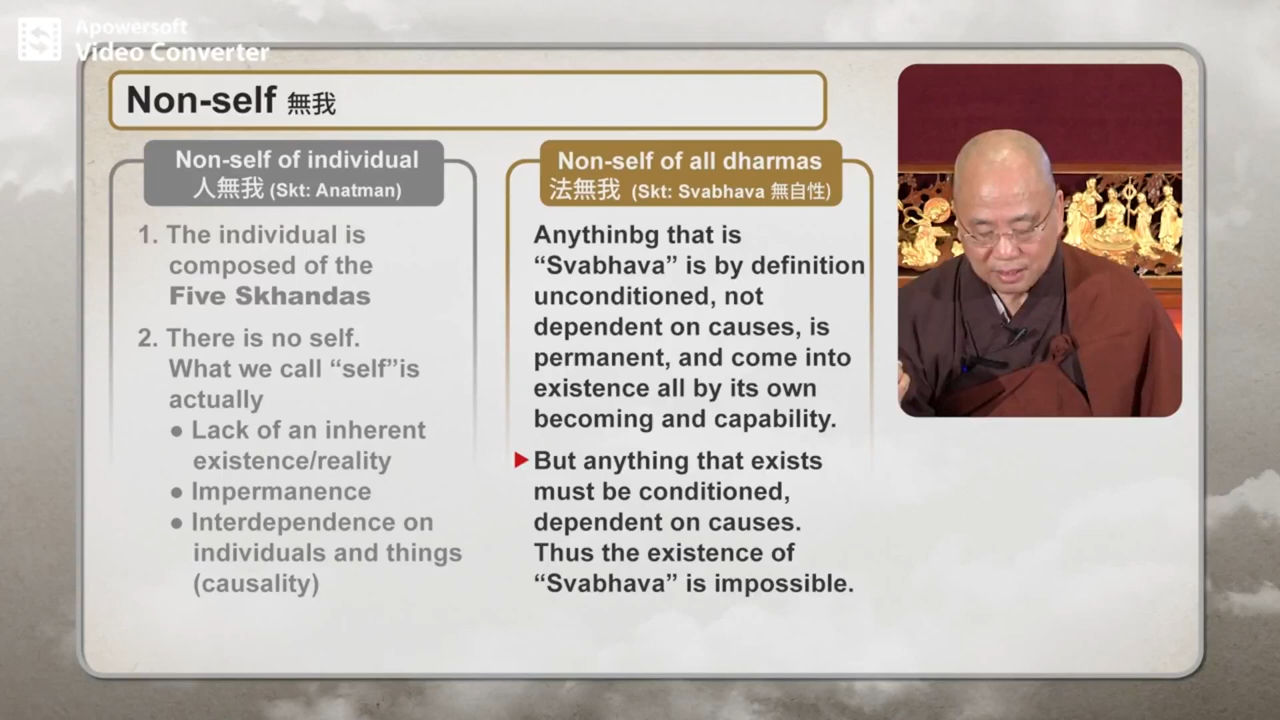 Apowersoft
Video Converter
Non-self 無我
Non-self of individual
人無我 (Skt: Anatman)
1. The individual is
composed of the
Five Skhandas
2. There is no self.
What we call “self”is
actually
● Lack of an inherent
existence/reality
● Impermanence
● Interdependence on
individuals and things
(causality)
Non-self of all dharmas
法無我 (Skt: Svabhava 無自性)
Anythinbg that is
“Svabhava” is by definition
unconditioned, not
dependent on causes, is
permanent, and come into
existence all by its own
becoming and capability.
But anything that exists
must be conditioned,
dependent on causes.
Thus the existence of
“Svabhava” is impossible.